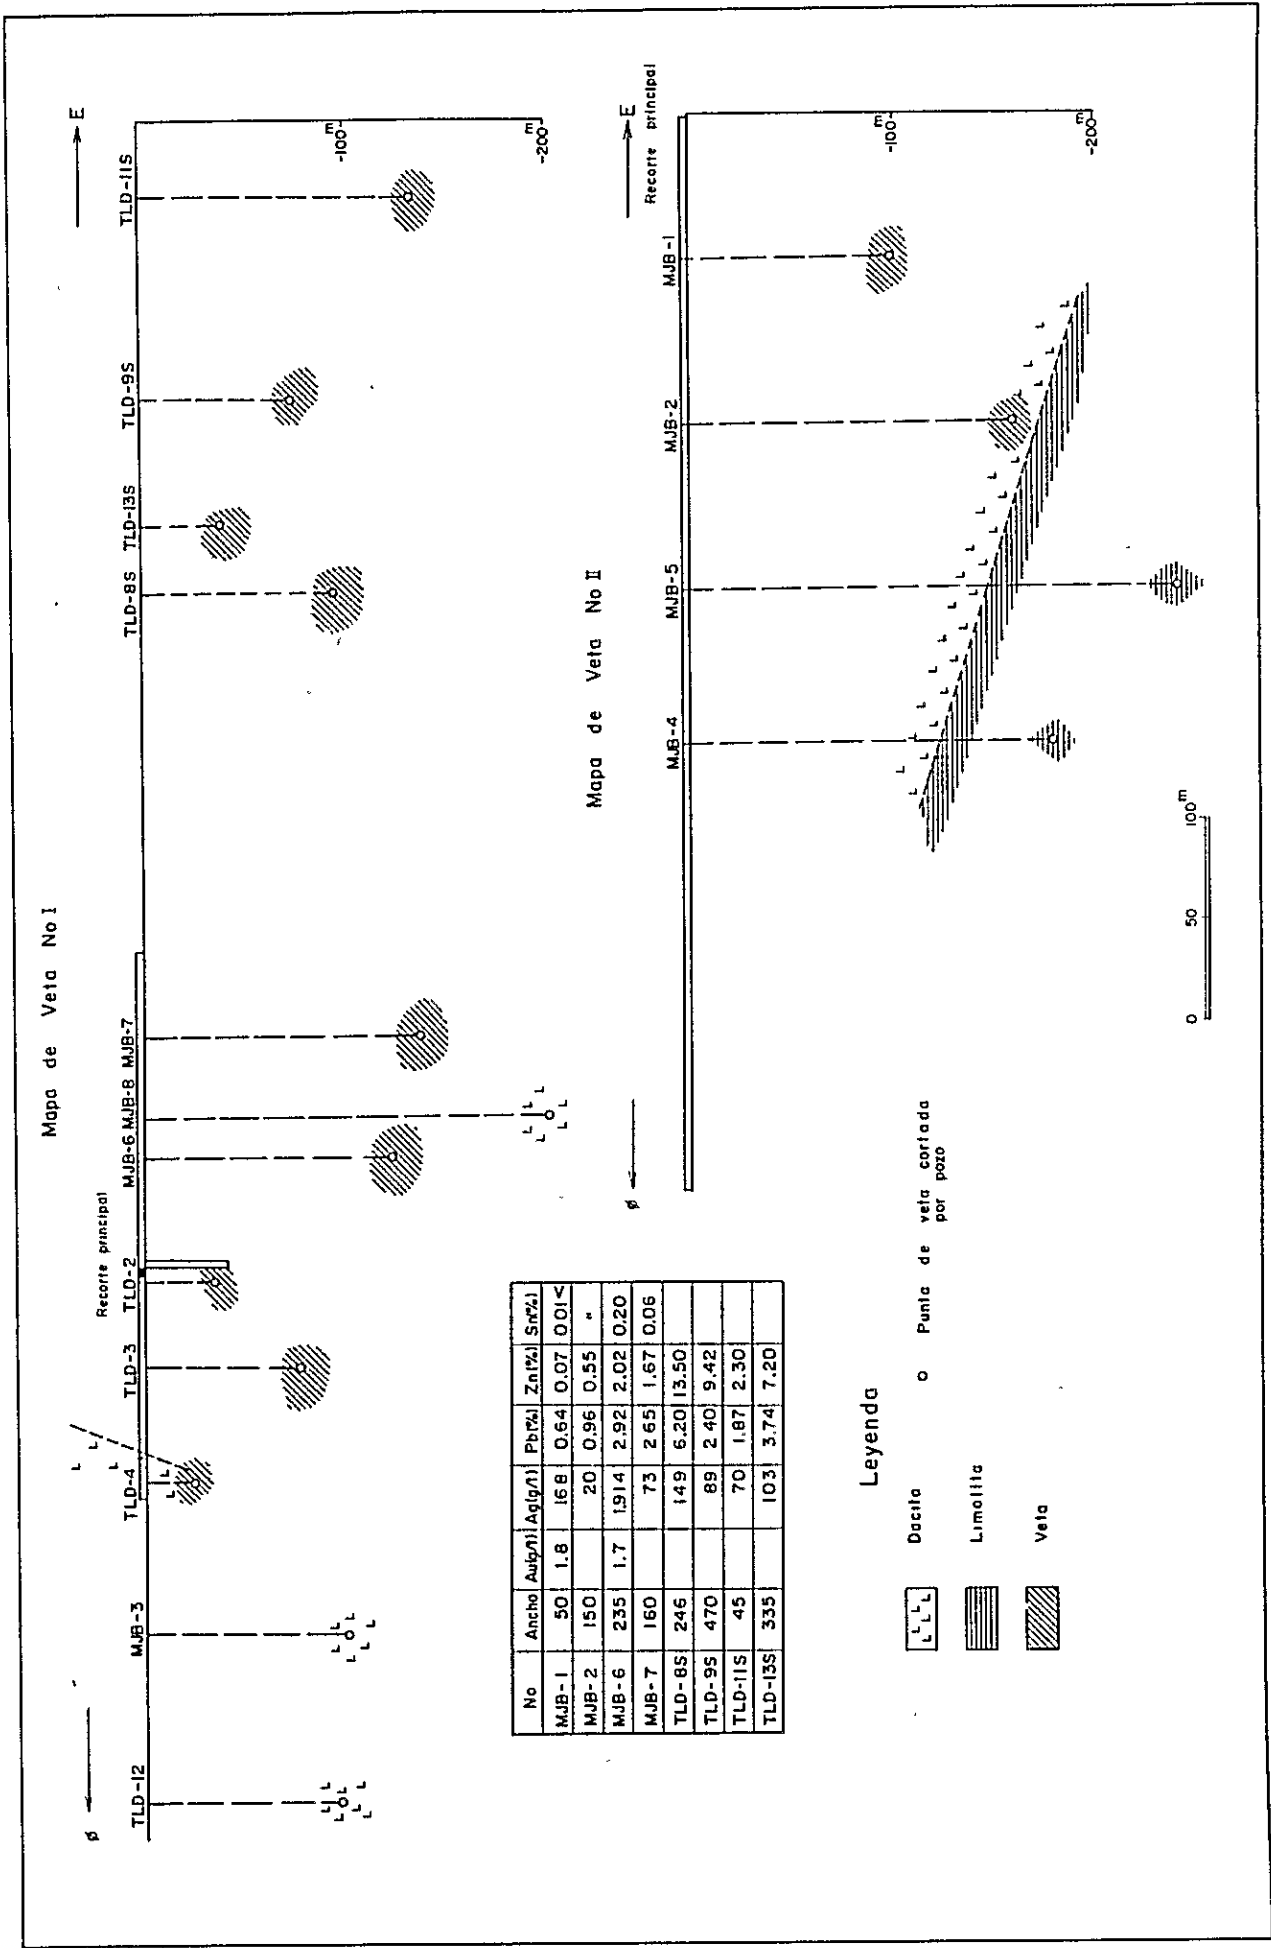 Mapa de Veta No I
ø
E
Recorte principal
TLD-12
MJB-3
TLD-4
TLD-3
TLD-2
MJB-6
MJB-8
MJB-7
TLD-8S
TLD-13S
TLD-9S
TLD-11S
m
-100
m
-200
Mapa de Veta No II
ø
E
Recorte principal
MJB-4
MJB-5
MJB-2
MJB-1
m
-100
-200
No Ancho Au(g/t) Ag(g/t) Pb(%) Zn(%) Sn(%)
MJB-1 50 1.8 168 0.64 0.07 0.01<
MJB-2 150 20 0.96 0.55 "
MJB-6 235 1.7 1914 2.92 2.02 0.20
MJB-7 160 73 2.65 1.67 0.06
TLD-8S 246 149 6.20 13.50
TLD-9S 470 89 2.40 9.42
TLD-11S 45 70 1.87 2.30
TLD-13S 335 103 3.74 7.20
0 50 100m
Leyenda
Dacita
Limolita
Veta
Punta de veta cortada
por pozo